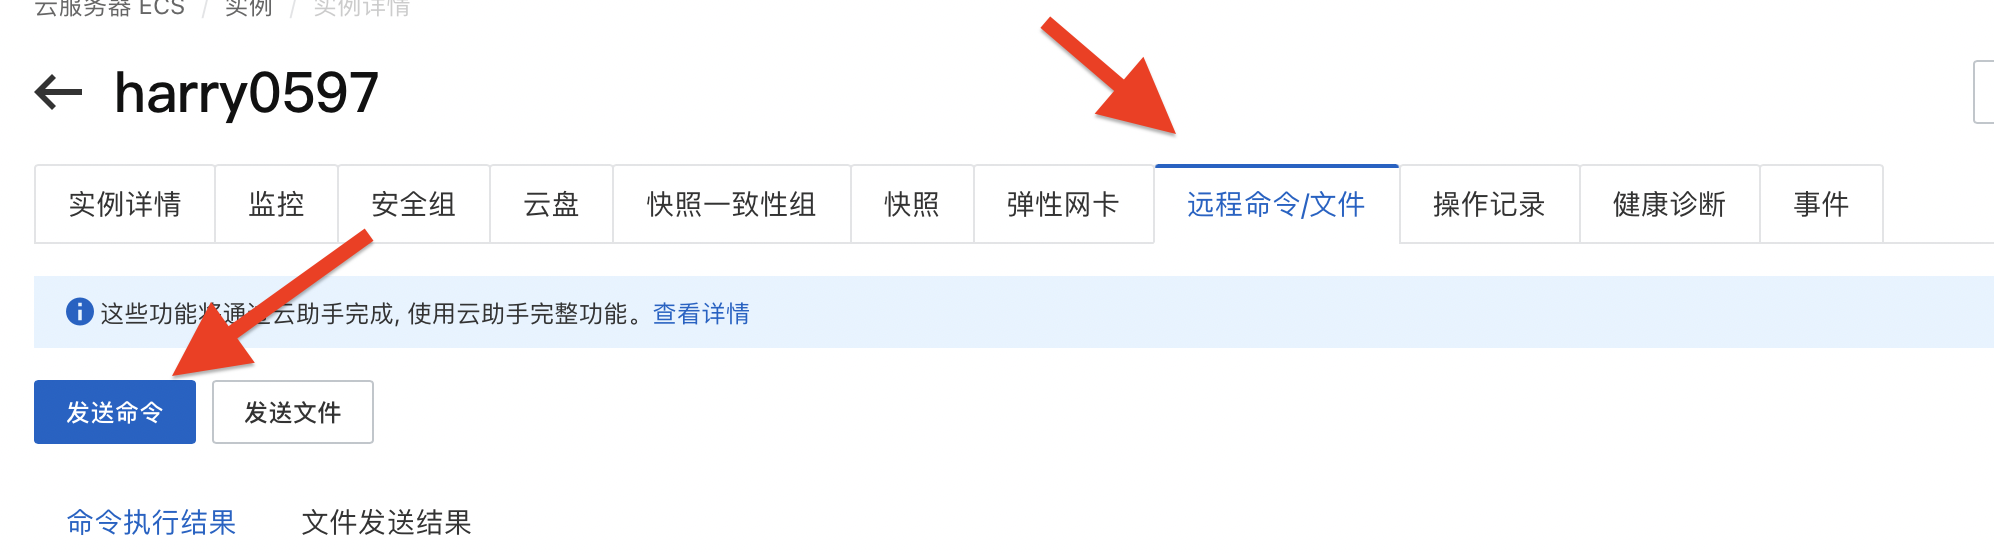 云服务器 ECS / 实例 / 实例详情
harry0597
实例详情 监控 安全组 云盘 快照一致性组 快照 弹性网卡 远程命令/文件 操作记录 健康诊断 事件
这些功能将通过云助手完成, 使用云助手完整功能。查看详情
发送命令 发送文件
命令执行结果 文件发送结果